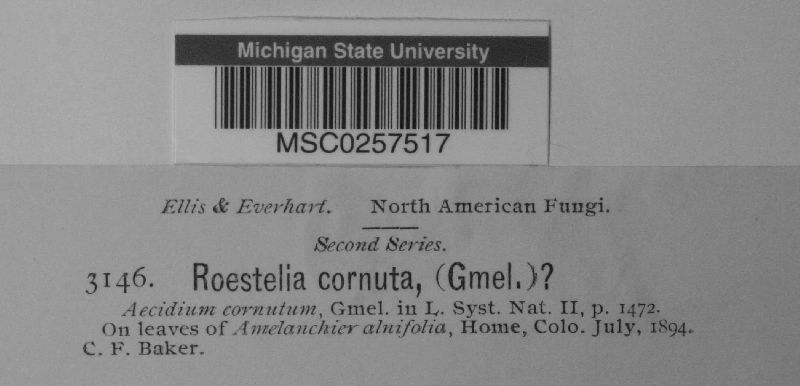 Michigan State University
MSC0257517
Ellis & Everhart. North American Fungi.
Second Series.
3146. Roestelia cornuta, (Gmel.)?
Aecidium cornutum, Gmel. in L. Syst. Nat. II, p. 1472.
On leaves of Amelanchier alnifolia, Home, Colo. July, 1894.
C. F. Baker.